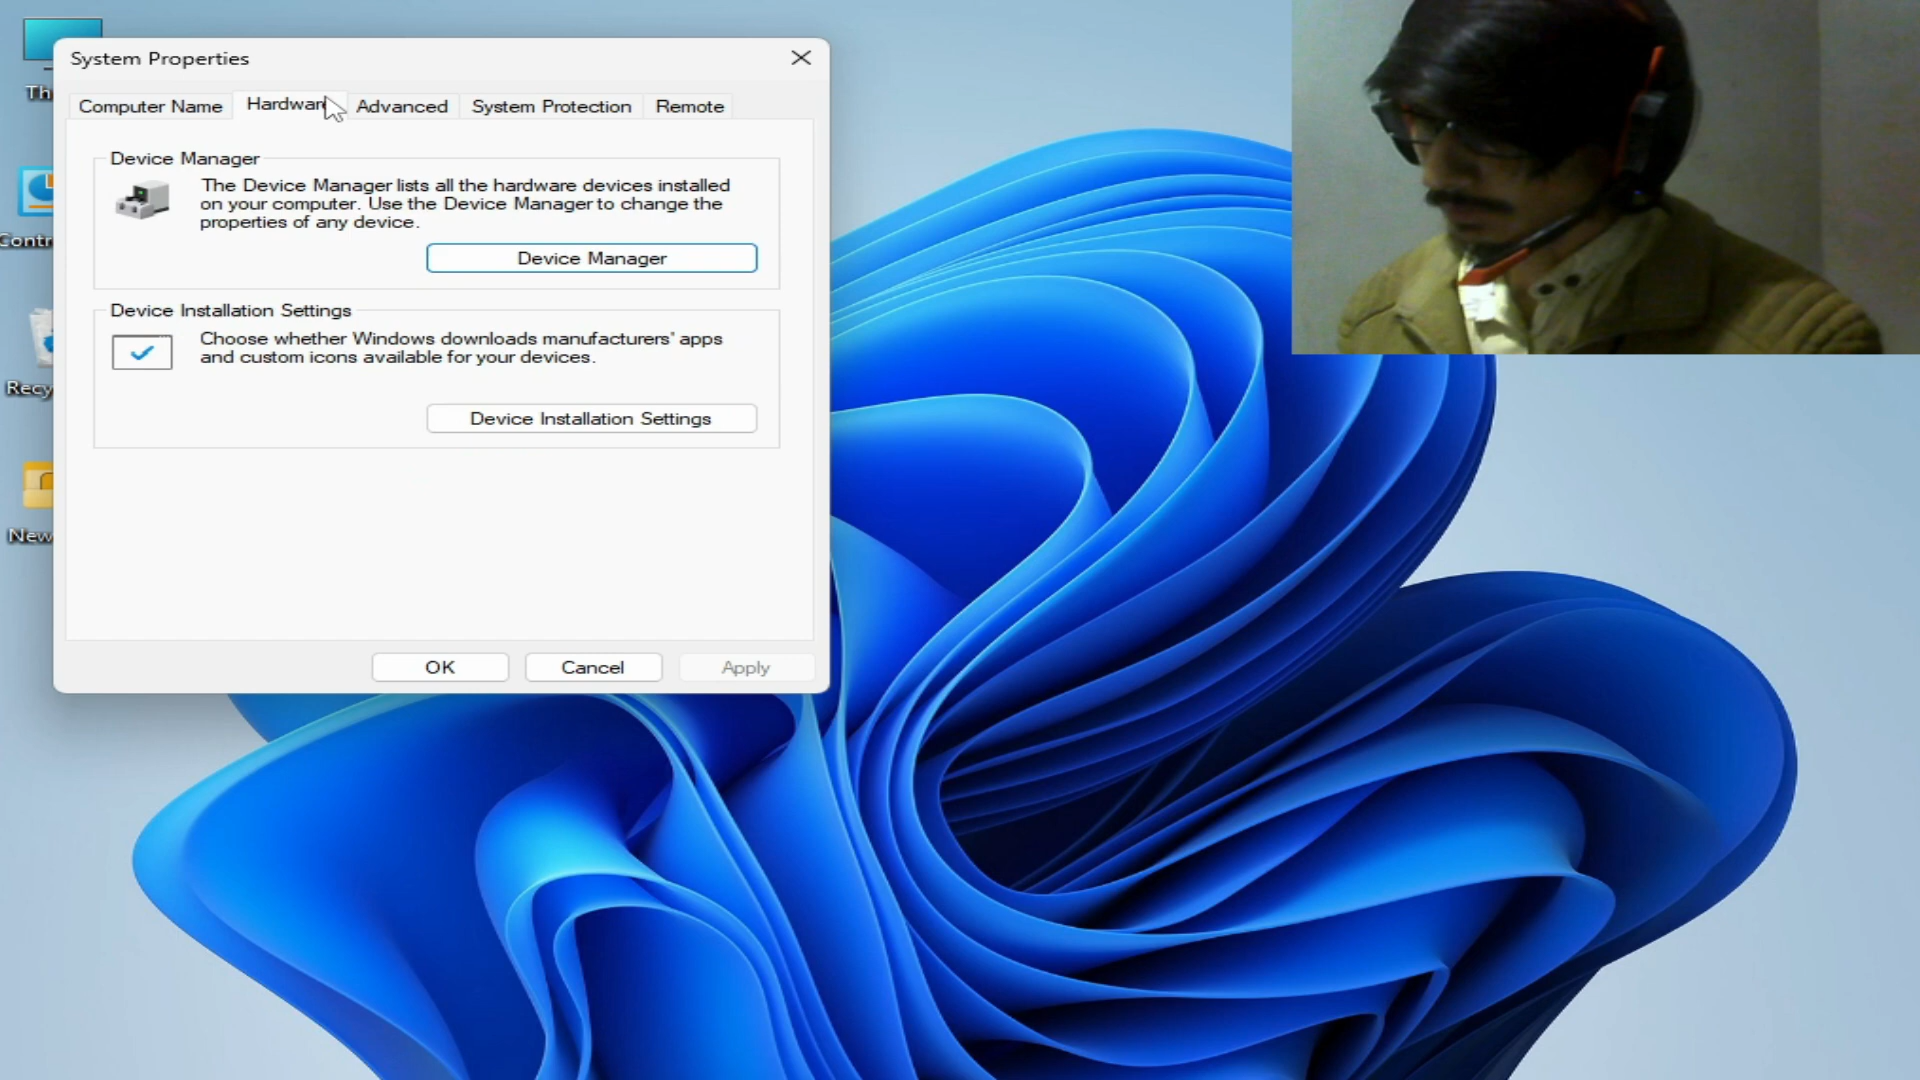 System Properties
Computer Name
Hardware
Advanced
System Protection
Remote
Device Manager
The Device Manager lists all the hardware devices installed
on your computer. Use the Device Manager to change the
properties of any device.
Device Manager
Device Installation Settings
Choose whether Windows downloads manufacturers' apps
and custom icons available for your devices.
Device Installation Settings
OK
Cancel
Apply
Th
Contr
Recy
New